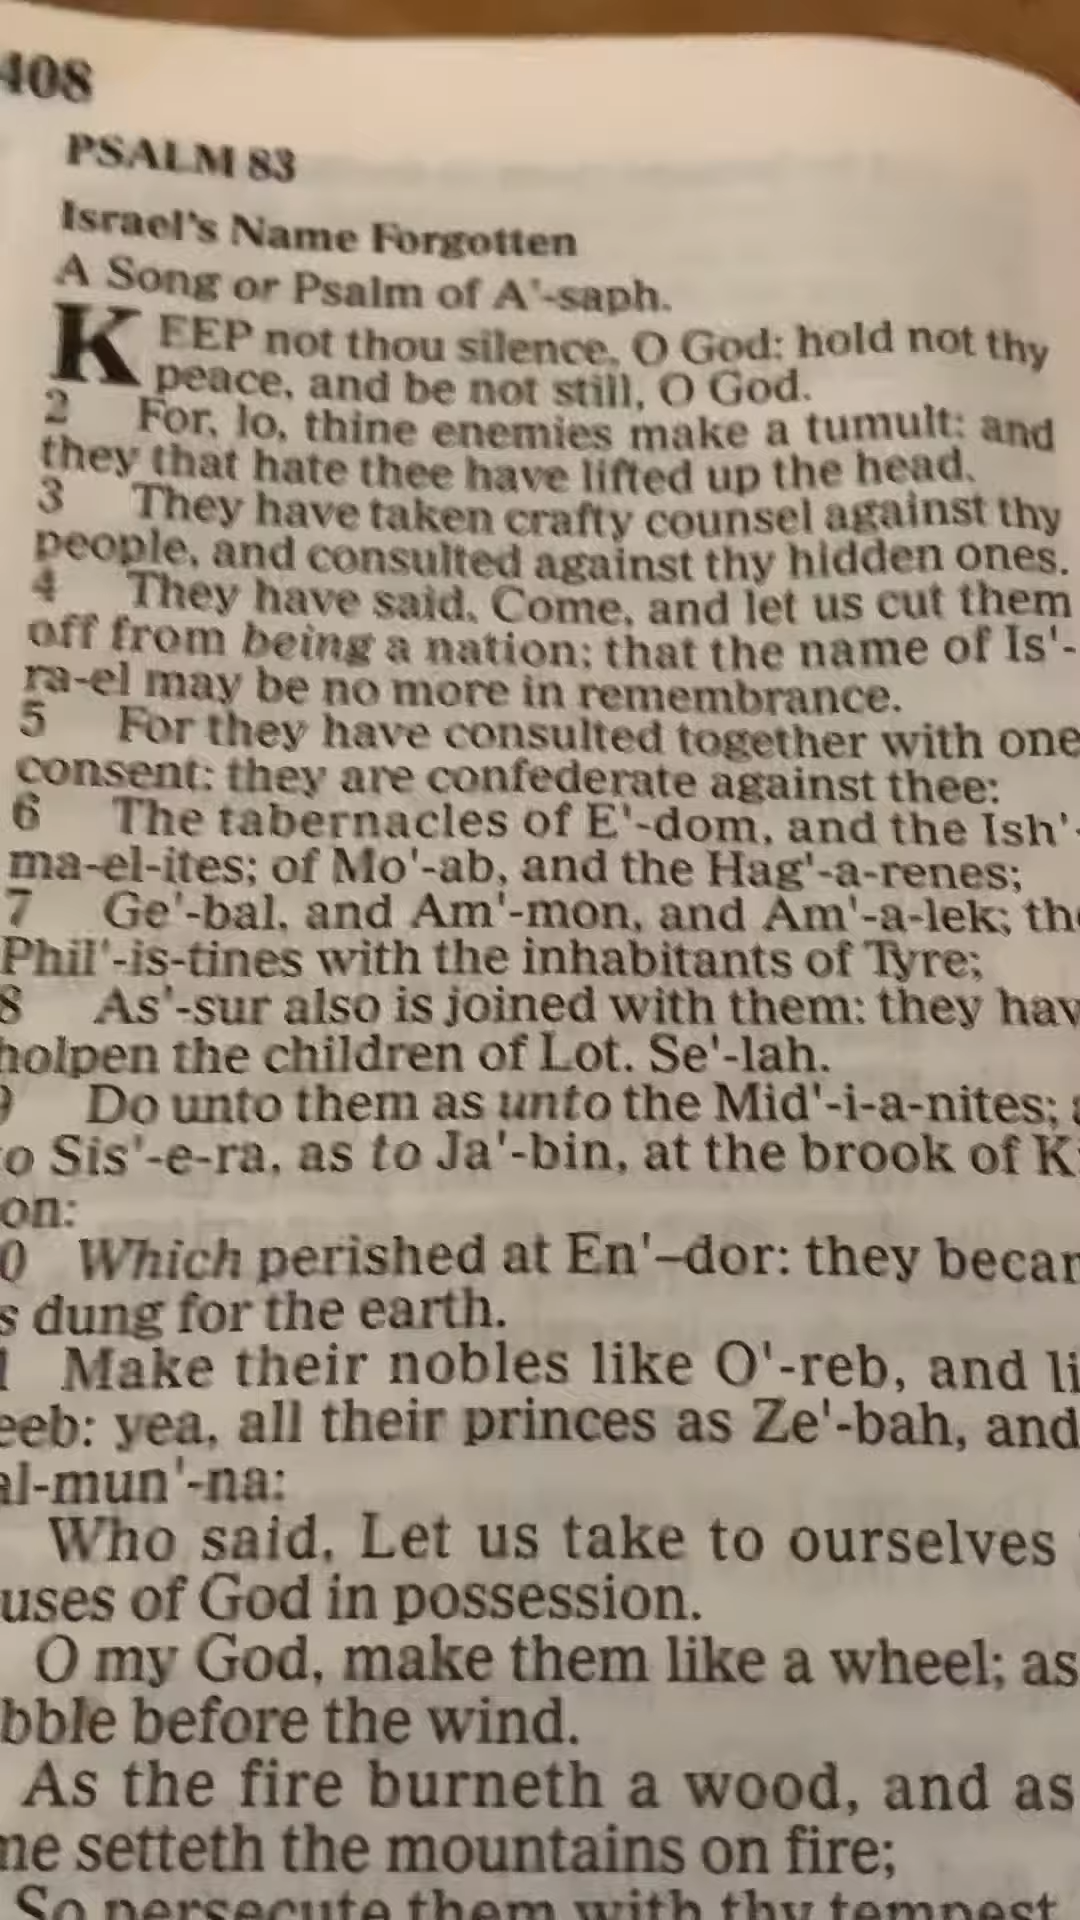 408
PSALM 83
Israel's Name Forgotten
A Song or Psalm of A'-saph.
KEEP not thou silence, O God: hold not thy
peace, and be not still, O God.
2 For, lo, thine enemies make a tumult: and
they that hate thee have lifted up the head.
3 They have taken crafty counsel against thy
people, and consulted against thy hidden ones.
4 They have said, Come, and let us cut them
off from being a nation; that the name of Is'-
ra-el may be no more in remembrance.
5 For they have consulted together with one
consent: they are confederate against thee:
6 The tabernacles of E'-dom, and the Ish'-
ma-el-ites; of Mo'-ab, and the Hag'-a-renes;
7 Ge'-bal, and Am'-mon, and Am'-a-lek; the
Phil'-is-tines with the inhabitants of Tyre;
8 As'-sur also is joined with them: they hav
holpen the children of Lot. Se'-lah.
Do unto them as unto the Mid'-i-a-nites;
to Sis'-e-ra, as to Ja'-bin, at the brook of K
on:
0 Which perished at En'-dor: they becam
s dung for the earth.
1 Make their nobles like O'-reb, and li
eeb: yea, all their princes as Ze'-bah, and
al-mun'-na:
Who said, Let us take to ourselves
uses of God in possession.
O my God, make them like a wheel; as
bble before the wind.
As the fire burneth a wood, and as
me setteth the mountains on fire;
So persecute them with thy tempest